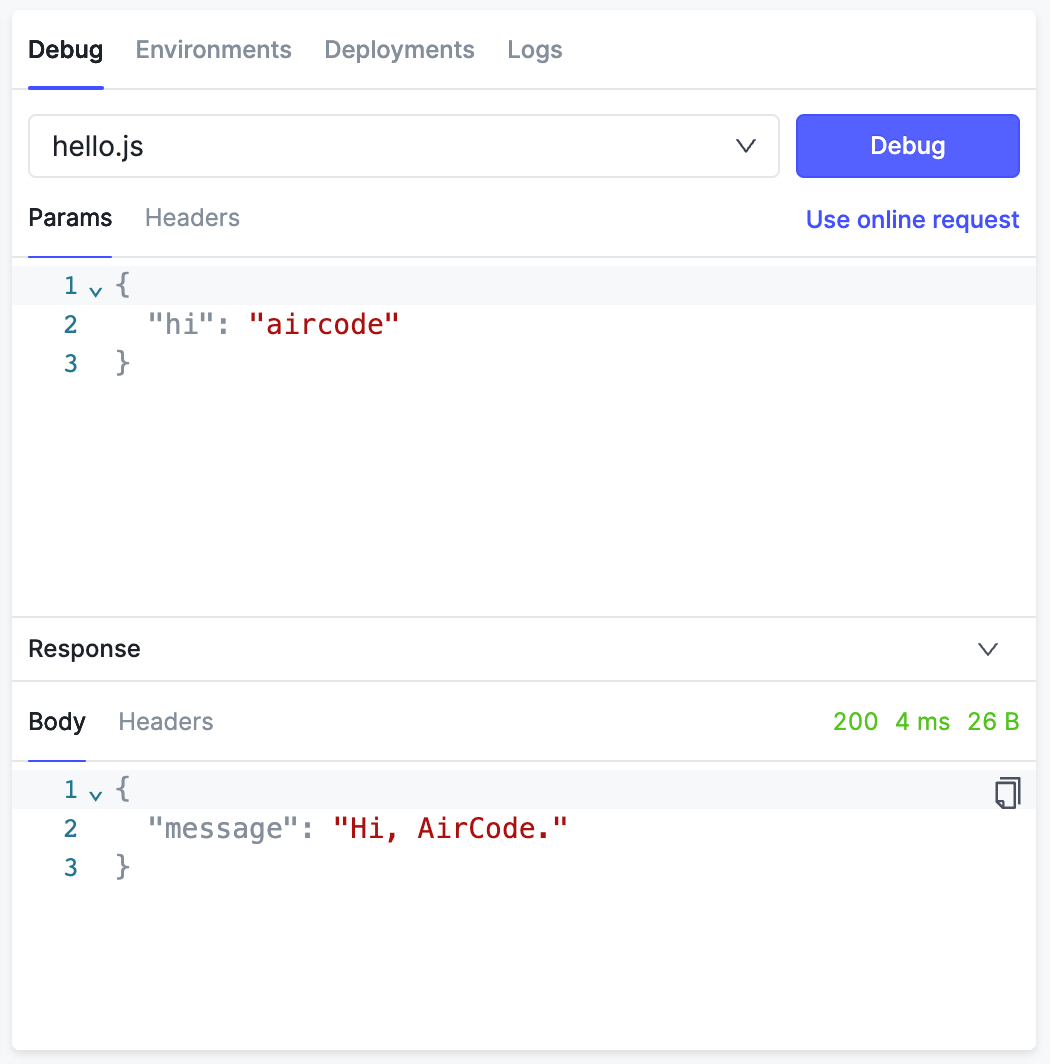 Debug Environments Deployments Logs
hello.js Debug
Params Headers Use online request
1 {
2 "hi": "aircode"
3 }
Response
Body Headers 200 4 ms 26 B
1 {
2 "message": "Hi, AirCode."
3 }